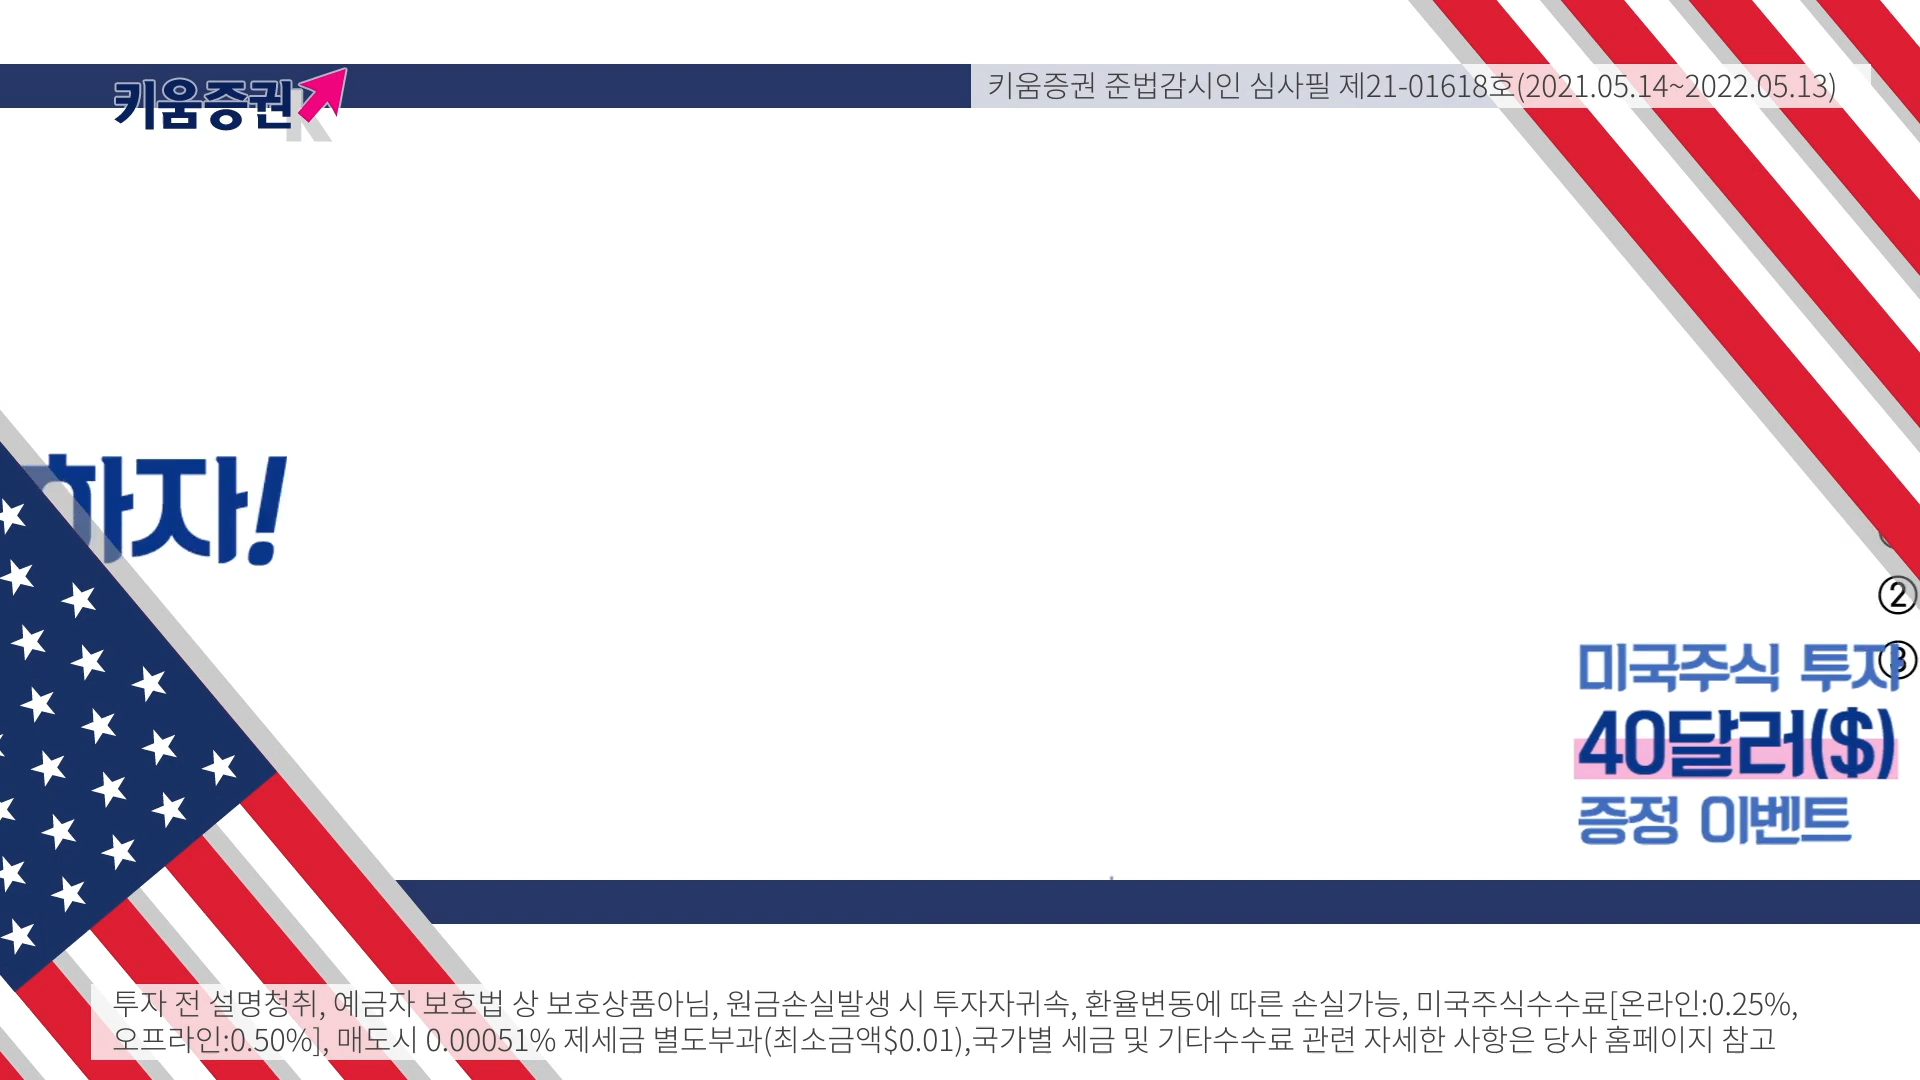 키움증권
키움증권 준법감시인 심사필 제21-01618호(2021.05.14~2022.05.13)
하자!
②
③
미국주식 투자
40달러($)
증정 이벤트
투자 전 설명청취, 예금자 보호법 상 보호상품아님, 원금손실발생 시 투자자귀속, 환율변동에 따른 손실가능, 미국주식수수료[온라인:0.25%,
오프라인:0.50%], 매도시 0.00051% 제세금 별도부과(최소금액$0.01),국가별 세금 및 기타수수료 관련 자세한 사항은 당사 홈페이지 참고